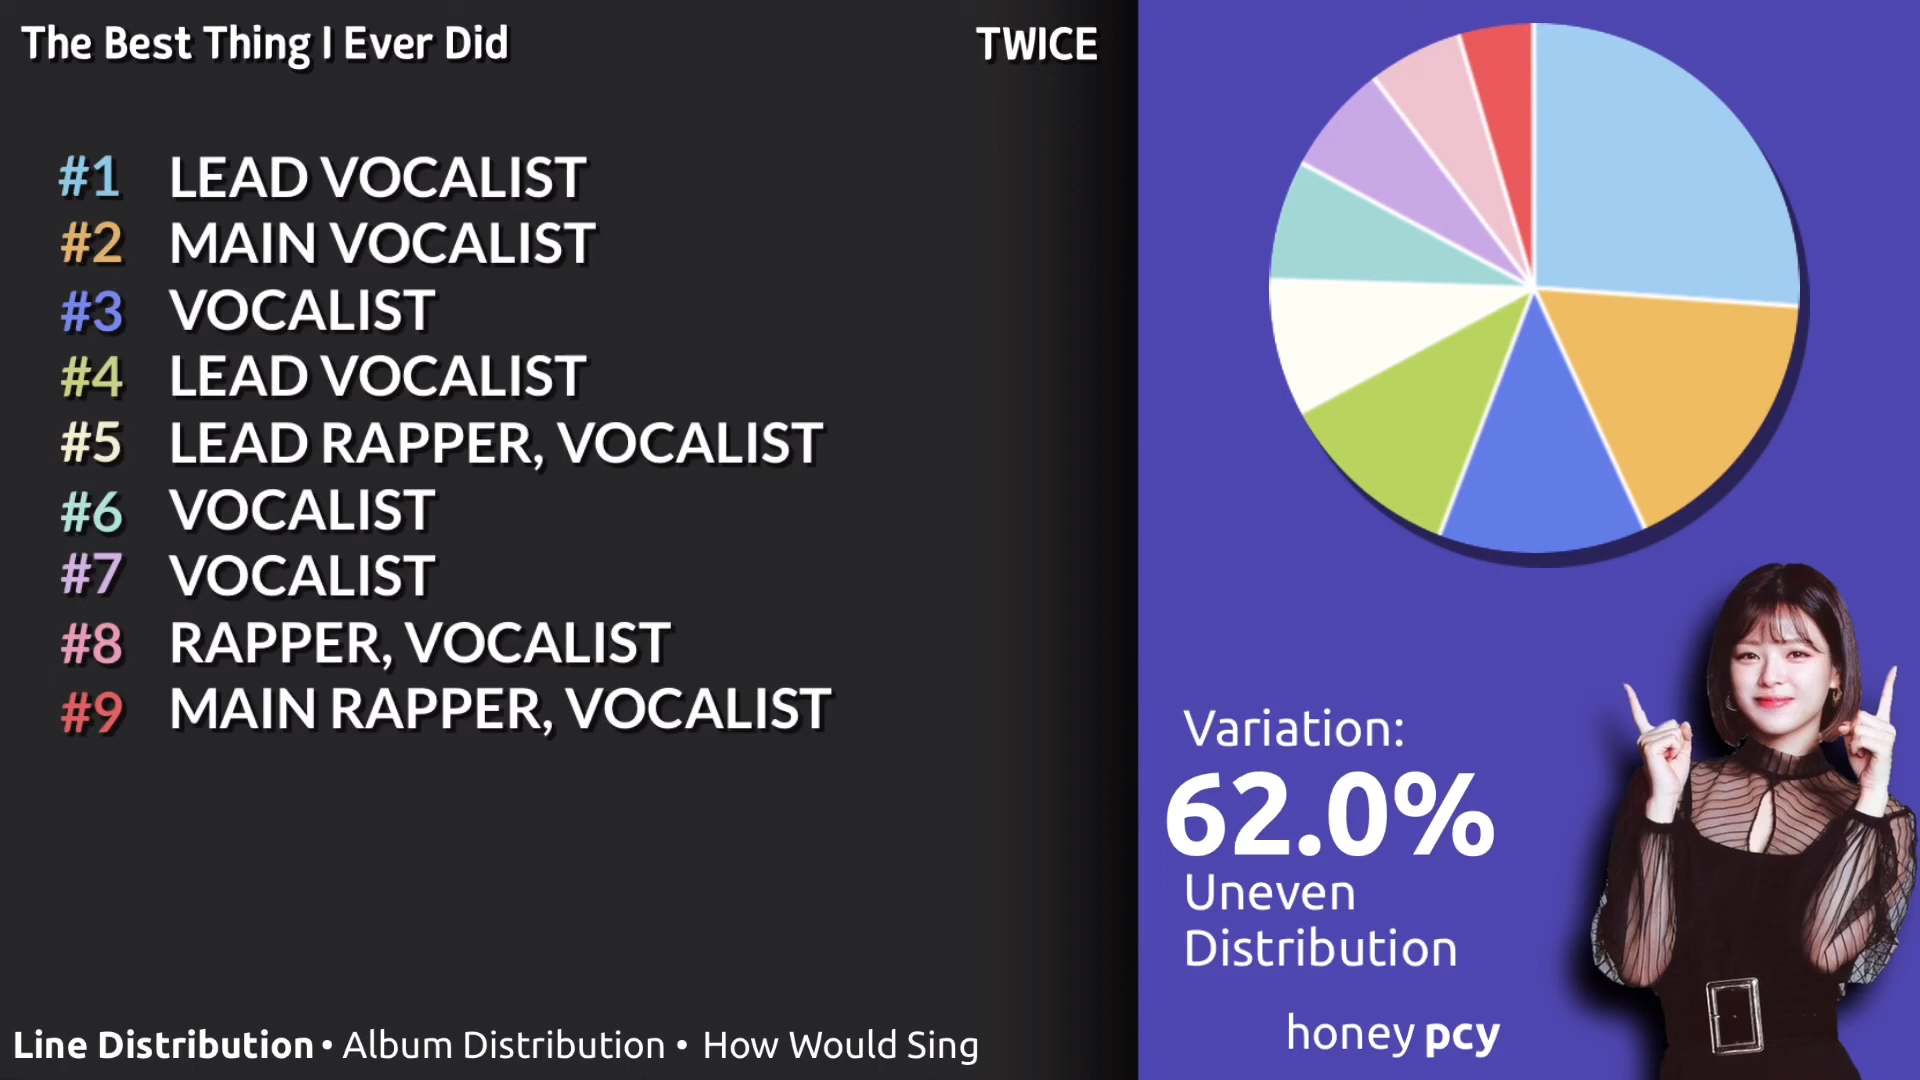 The Best Thing I Ever Did
TWICE
#1 LEAD VOCALIST
#2 MAIN VOCALIST
#3 VOCALIST
#4 LEAD VOCALIST
#5 LEAD RAPPER, VOCALIST
#6 VOCALIST
#7 VOCALIST
#8 RAPPER, VOCALIST
#9 MAIN RAPPER, VOCALIST
Variation:
62.0%
Uneven
Distribution
honey pcy
Line Distribution • Album Distribution • How Would Sing